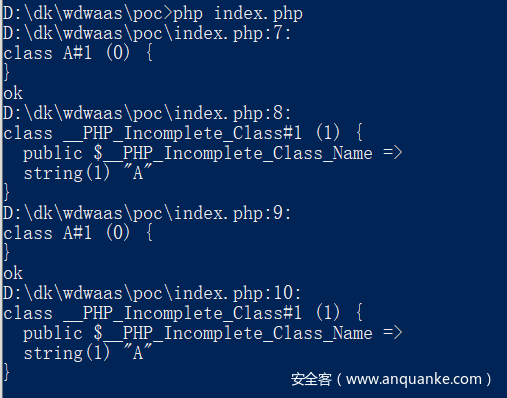 D:\dk\wdwaas\poc>php index.php
D:\dk\wdwaas\poc\index.php:7:
class A#1 (0) {
}
ok
D:\dk\wdwaas\poc\index.php:8:
class __PHP_Incomplete_Class#1 (1) {
  public $__PHP_Incomplete_Class_Name =>
  string(1) "A"
}
D:\dk\wdwaas\poc\index.php:9:
class A#1 (0) {
}
ok
D:\dk\wdwaas\poc\index.php:10:
class __PHP_Incomplete_Class#1 (1) {
  public $__PHP_Incomplete_Class_Name =>
  string(1) "A"
}
安全客（www.anquanke.com）